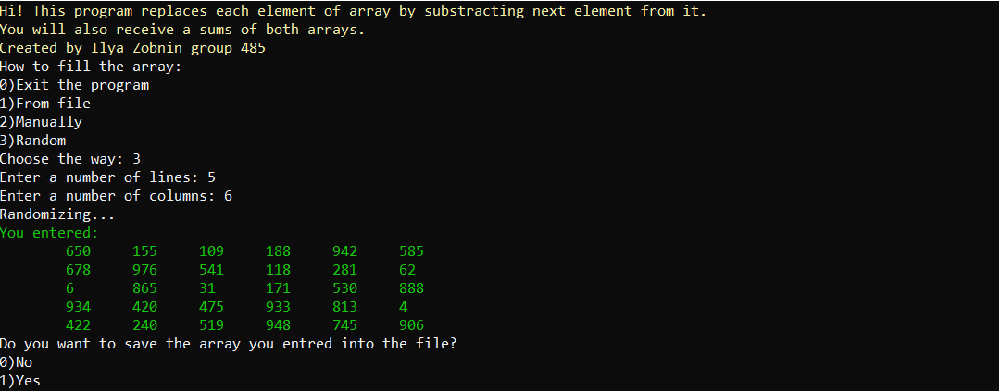 Hi! This program replaces each element of array by substracting next element from it.
You will also receive a sums of both arrays.
Created by Ilya Zobnin group 485
How to fill the array:
0)Exit the program
1)From file
2)Manually
3)Random
Choose the way: 3
Enter a number of lines: 5
Enter a number of columns: 6
Randomizing...
You entered:
650 155 109 188 942 585
678 976 541 118 281 62
6 865 31 171 530 888
934 420 475 933 813 4
422 240 519 948 745 906
Do you want to save the array you entred into the file?
0)No
1)Yes